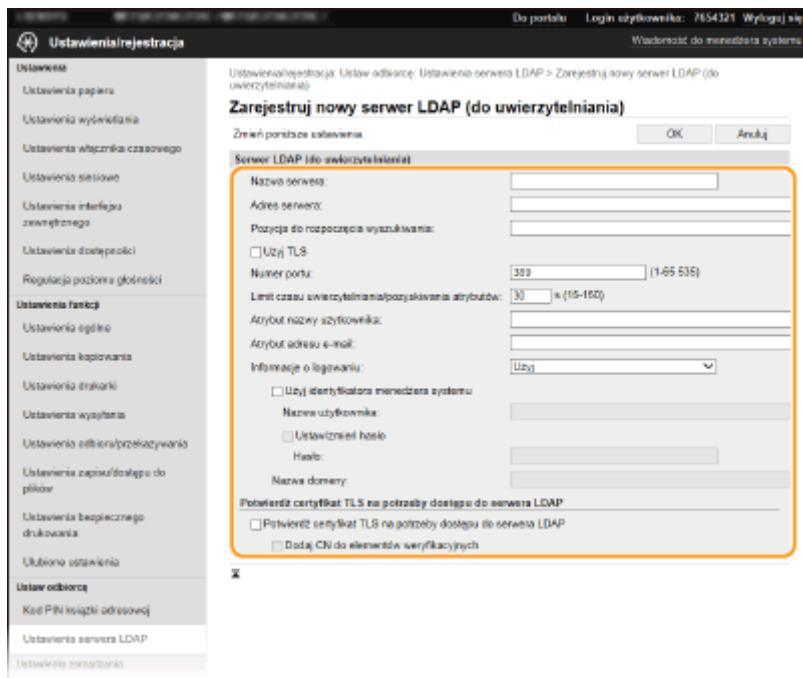 Do portalu Login użytkownika: 7654321 Wyloguj się
Ustawienia/rejestracja
Wiadomość do menedżera systemu
Ustawienia
Ustawienia papieru
Ustawienia wyświetlania
Ustawienia włącznika czasowego
Ustawienia sieciowe
Ustawienia interfejsu
zewnętrznego
Ustawienia dostępności
Regulacja poziomu głośności
Ustawienia funkcji
Ustawienia ogólne
Ustawienia kopiowania
Ustawienia drukarki
Ustawienia wysyłania
Ustawienia odbioru/przekazywania
Ustawienia zapisu/dostępu do
plików
Ustawienia bezpiecznego
drukowania
Ulubione ustawienia
Ustaw odbiorcę
Kod PIN książki adresowej
Ustawienia serwera LDAP
Ustawienia zarządzania
Ustawienia/rejestracja: Ustaw odbiorcę: Ustawienia serwera LDAP > Zarejestruj nowy serwer LDAP (do
uwierzytelniania)
Zarejestruj nowy serwer LDAP (do uwierzytelniania)
Zmień poniższe ustawienia. OK Anuluj
Serwer LDAP (do uwierzytelniania)
Nazwa serwera:
Adres serwera:
Pozycja do rozpoczęcia wyszukiwania:
Użyj TLS
Numer portu: 389 (1-65 535)
Limit czasu uwierzytelniania/pozyskiwania atrybutów: 30 s (15-150)
Atrybut nazwy użytkownika:
Atrybut adresu e-mail:
Informacje o logowaniu: Użyj
Użyj identyfikatora menedżera systemu
Nazwa użytkownika:
Ustaw/zmień hasło
Hasło:
Nazwa domeny:
Potwierdź certyfikat TLS na potrzeby dostępu do serwera LDAP
Potwierdź certyfikat TLS na potrzeby dostępu do serwera LDAP
Dodaj CN do elementów weryfikacyjnych